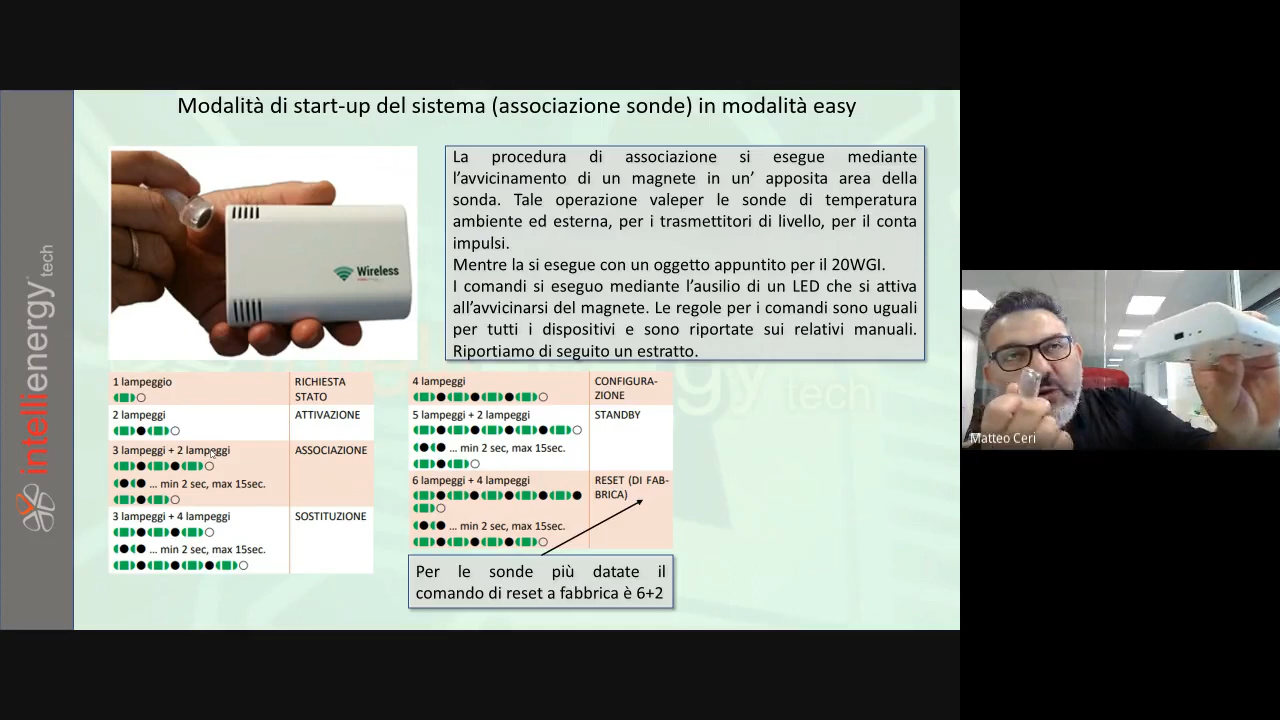 Modalità di start-up del sistema (associazione sonde) in modalità easy
La procedura di associazione si esegue mediante
l’avvicinamento di un magnete in un’ apposita area della
sonda. Tale operazione valeper le sonde di temperatura
ambiente ed esterna, per i trasmettitori di livello, per il conta
impulsi.
Mentre la si esegue con un oggetto appuntito per il 20WGI.
I comandi si eseguo mediante l’ausilio di un LED che si attiva
all’avvicinarsi del magnete. Le regole per i comandi sono uguali
per tutti i dispositivi e sono riportate sui relativi manuali.
Riportiamo di seguito un estratto.
Wireless
intellienergy tech
1 lampeggio
RICHIESTA
STATO
2 lampeggi
ATTIVAZIONE
3 lampeggi + 2 lampeggi
ASSOCIAZIONE
... min 2 sec, max 15sec.
3 lampeggi + 4 lampeggi
SOSTITUZIONE
... min 2 sec, max 15sec.
4 lampeggi
CONFIGURA-
ZIONE
5 lampeggi + 2 lampeggi
STANDBY
... min 2 sec, max 15sec.
6 lampeggi + 4 lampeggi
RESET (DI FAB-
BRICA)
... min 2 sec, max 15sec.
Per le sonde più datate il
comando di reset a fabbrica è 6+2
gy
tech
Matteo Ceri